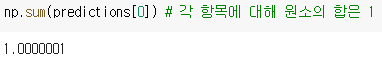 np.sum(predictions[0]) # 각 항목에 대해 원소의 합은 1
1.0000001